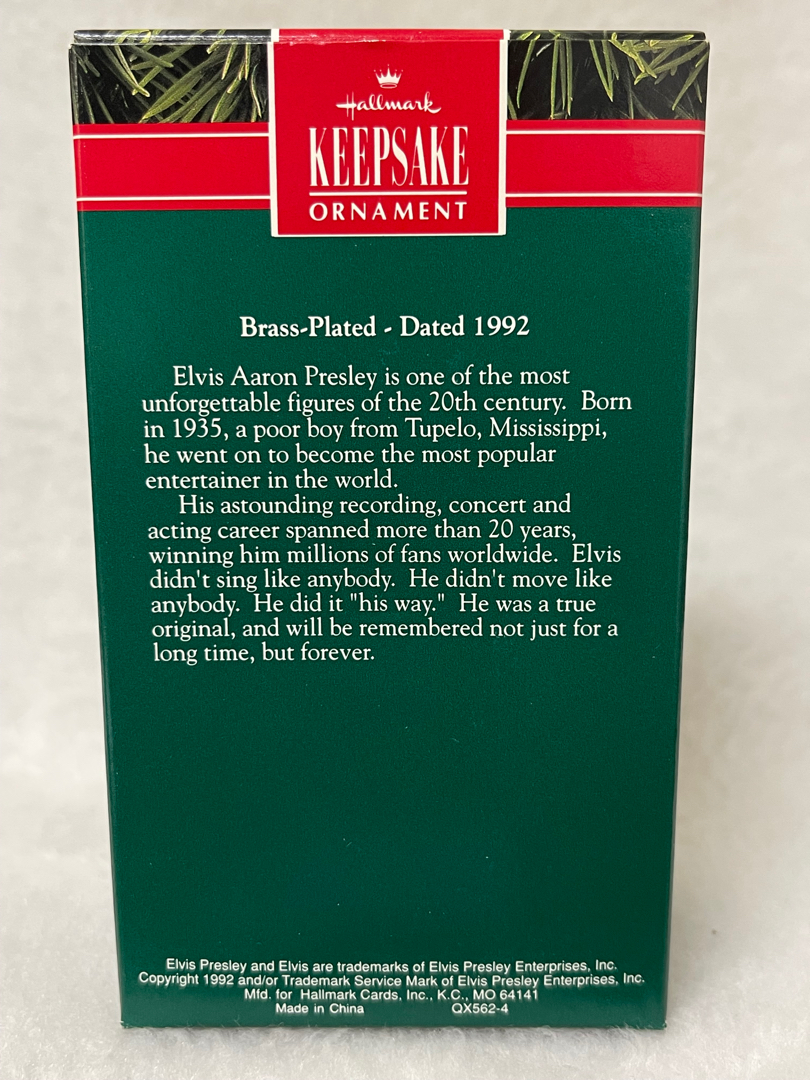 Hallmark
KEEPSAKE
ORNAMENT
Brass-Plated - Dated 1992
Elvis Aaron Presley is one of the most
unforgettable figures of the 20th century. Born
in 1935, a poor boy from Tupelo, Mississippi,
he went on to become the most popular
entertainer in the world.
His astounding recording, concert and
acting career spanned more than 20 years,
winning him millions of fans worldwide. Elvis
didn't sing like anybody. He didn't move like
anybody. He did it "his way." He was a true
original, and will be remembered not just for a
long time, but forever.
Elvis Presley and Elvis are trademarks of Elvis Presley Enterprises, Inc.
Copyright 1992 and/or Trademark Service Mark of Elvis Presley Enterprises, Inc.
Mfd. for Hallmark Cards, Inc., K.C., MO 64141
Made in China QX562-4